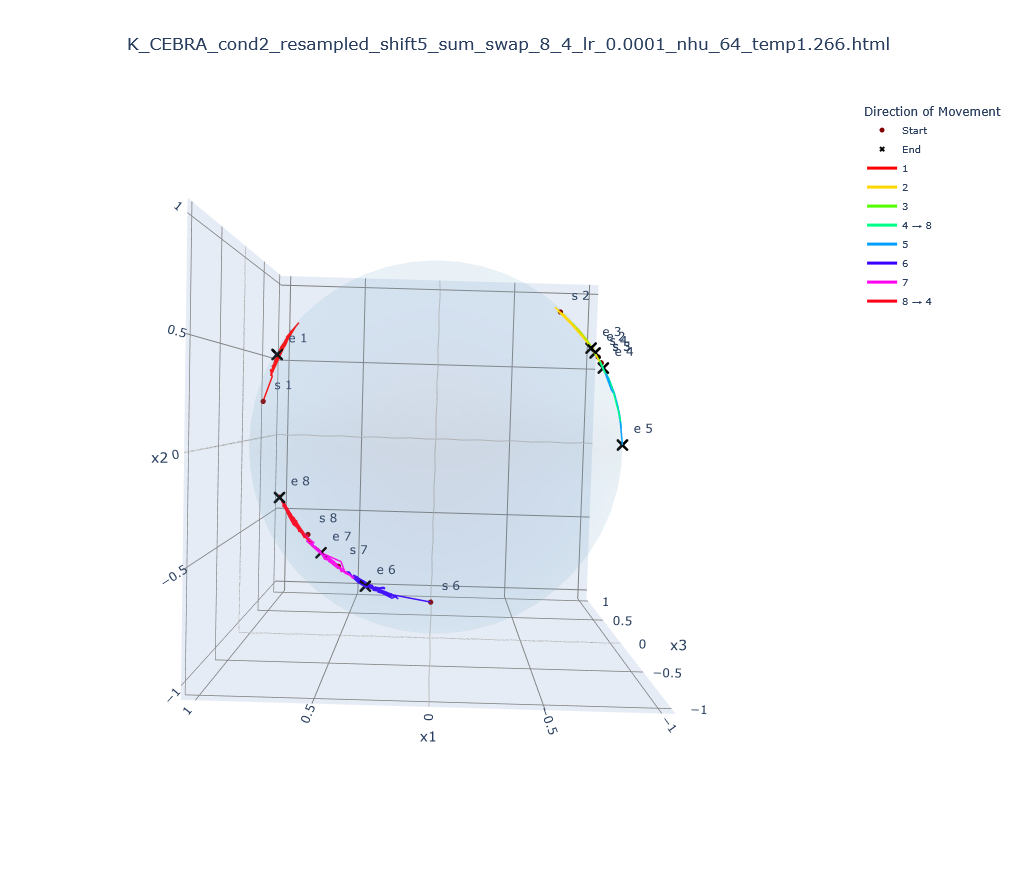 K_CEBRA_cond2_resampled_shift5_sum_swap_8_4_lr_0.0001_nhu_64_temp1.266.html
Direction of Movement
Start
End
1
2
3
4 → 8
5
6
7
8 → 4
1
0.5
x2 0
−0.5
−1
s 2
e 3
e 4
e 1
s 1
e 5
e 8
s 8
e 7
s 7
e 6
s 6
1
0.5
0
x3
−0.5
−1
1
0.5
0
−0.5
−1
x1